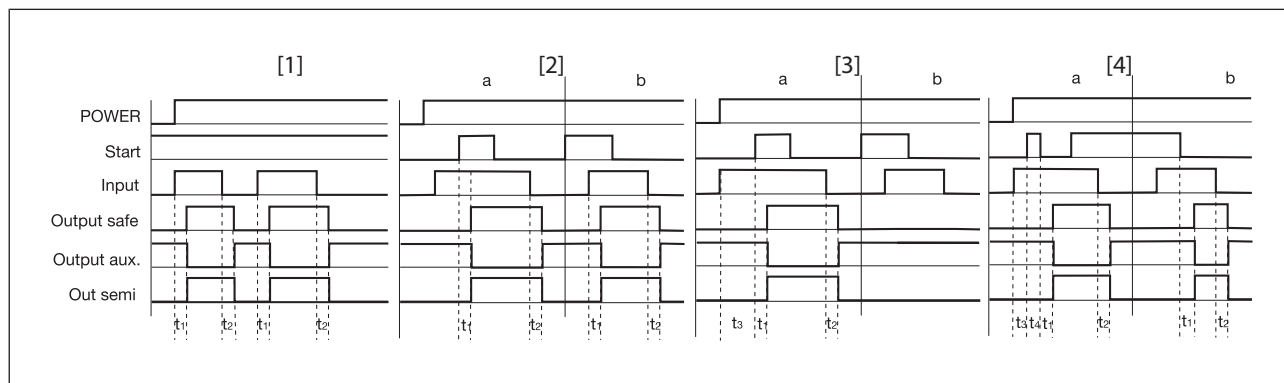 [1] [2] [3] [4]
a b a b a b
POWER
Start
Input
Output safe
Output aux.
Out semi
t1 t2 t1 t2 t1 t2 t1 t2 t3 t1 t2 t3 t4 t1 t2 t1 t2